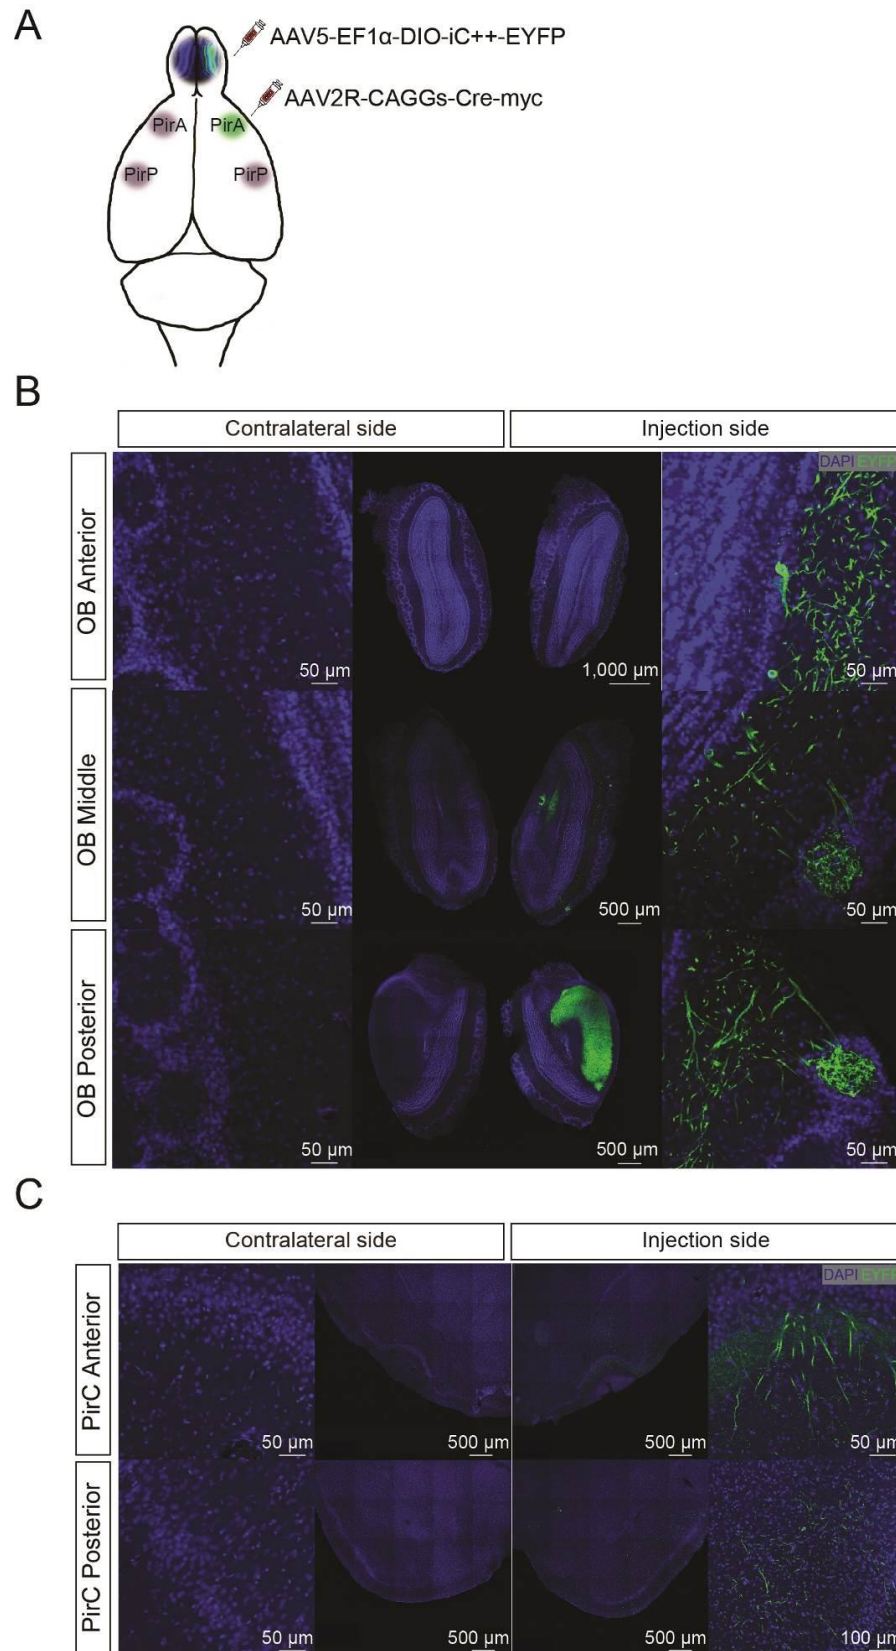 A
AAV5-EF1α-DIO-iC++-EYFP
AAV2R-CAGGs-Cre-myc
PirA PirA
PirP PirP
B
Contralateral side Injection side
OB Anterior
DAPI EYFP
50 µm 1,000 µm 50 µm
OB Middle
50 µm 500 µm 50 µm
OB Posterior
50 µm 500 µm 50 µm
C
Contralateral side Injection side
PirC Anterior
DAPI EYFP
50 µm 500 µm 500 µm 50 µm
PirC Posterior
50 µm 500 µm 500 µm 100 µm